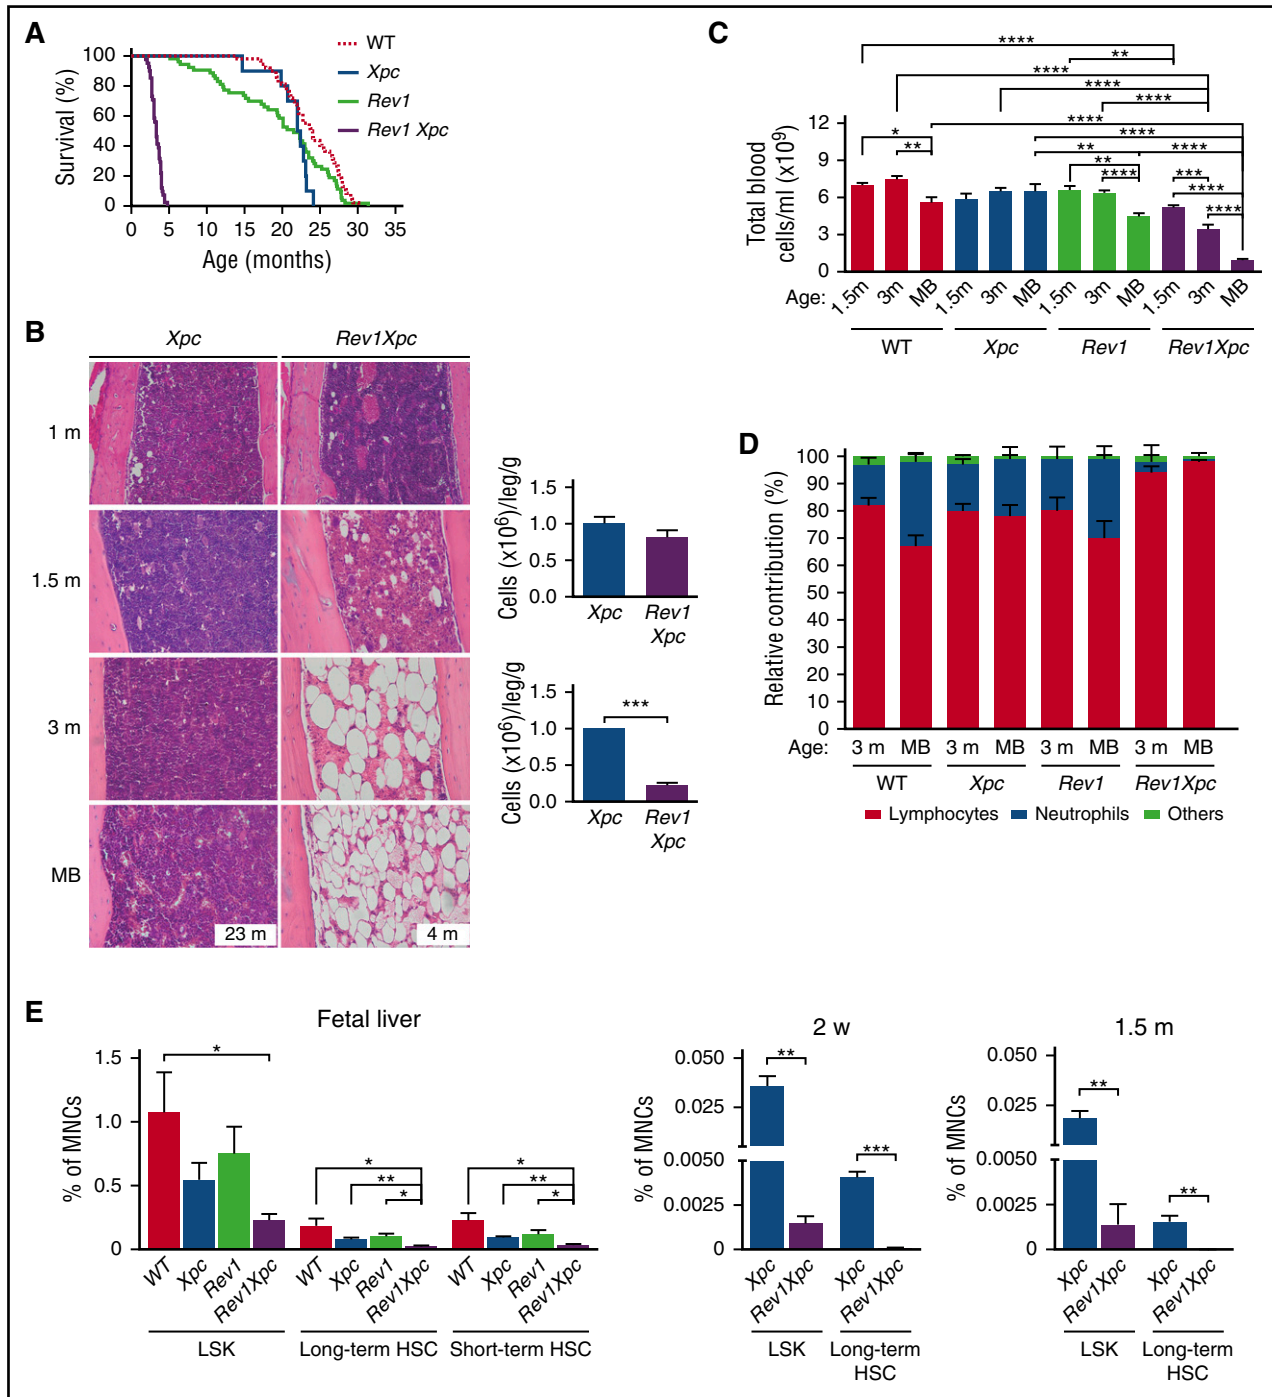 A
WT
Xpc
Rev1
Rev1 Xpc
Survival (%)
100
80
60
40
20
0
0 5 10 15 20 25 30 35
Age (months)
B
Xpc Rev1Xpc
1 m
1.5 m
3 m
MB
23 m 4 m
Cells (x10⁶)/leg/g
1.5
1.0
0.5
0.0
Xpc Rev1 Xpc
Cells (x10⁶)/leg/g
1.5
1.0
0.5
0.0
***
Xpc Rev1 Xpc
C
****
**
****
****
****
****
* ****
** ** ****
** ***
**** ****
****
Total blood
cells/ml (x10⁹)
12
9
6
3
0
Age: 1.5m 3m MB 1.5m 3m MB 1.5m 3m MB 1.5m 3m MB
WT Xpc Rev1 Rev1Xpc
D
Relative contribution (%)
100
90
80
70
60
50
40
30
20
10
0
Age: 3 m MB 3 m MB 3 m MB 3 m MB
WT Xpc Rev1 Rev1Xpc
Lymphocytes Neutrophils Others
E
Fetal liver
% of MNCs
1.5
1.0
0.5
0
*
* ** *
* ** *
WT Xpc Rev1 Rev1Xpc WT Xpc Rev1 Rev1Xpc WT Xpc Rev1 Rev1Xpc
LSK Long-term HSC Short-term HSC
2 w
% of MNCs
0.050
0.025
0.0050
0.0025
0
** ***
Xpc Rev1Xpc Xpc Rev1Xpc
LSK Long-term
HSC
1.5 m
% of MNCs
0.050
0.025
0.0050
0.0025
0
** **
Xpc Rev1Xpc Xpc Rev1Xpc
LSK Long-term
HSC